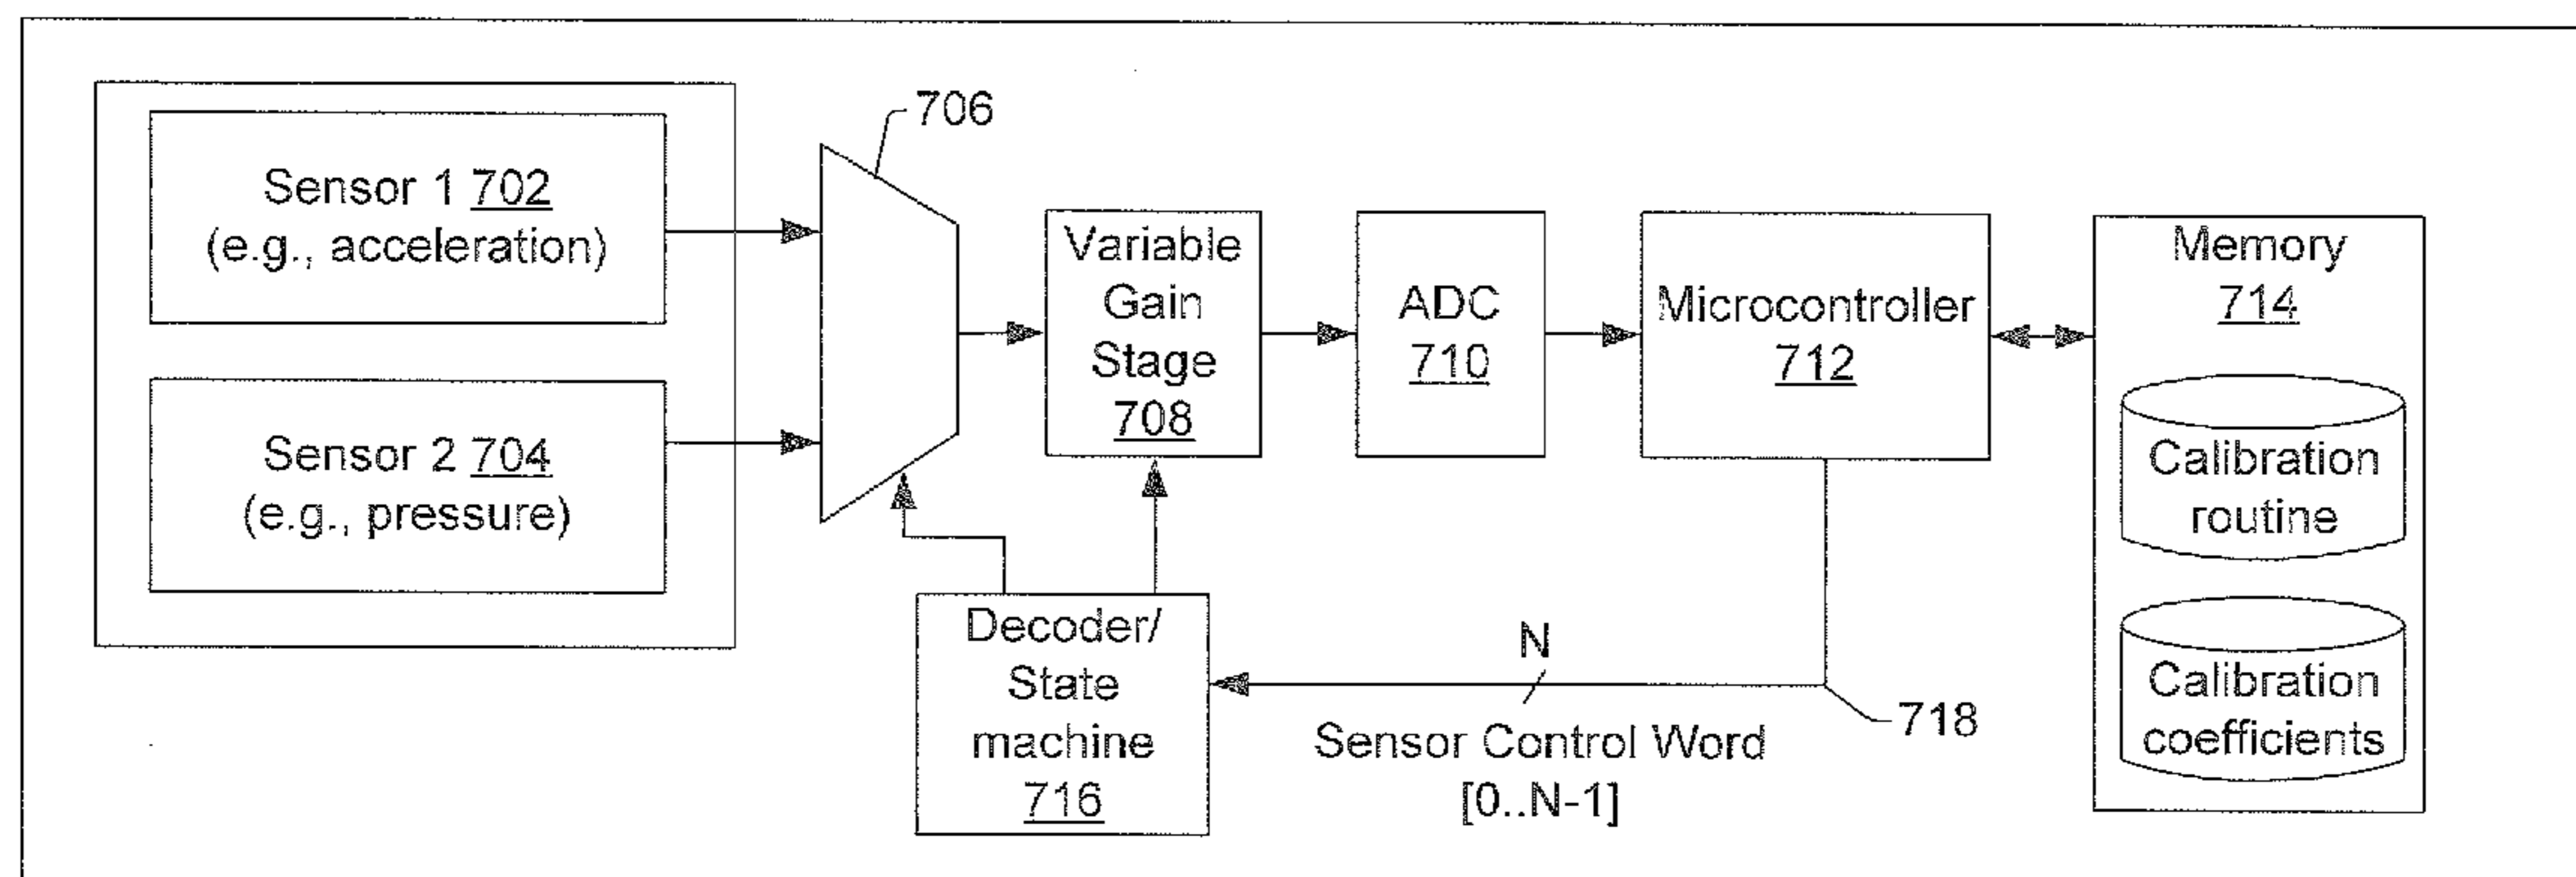 706
Sensor 1 702
(e.g., acceleration)
Sensor 2 704
(e.g., pressure)
Variable
Gain
Stage
708
ADC
710
Microcontroller
712
Memory
714
Calibration
routine
Calibration
coefficients
Decoder/
State
machine
716
N
Sensor Control Word
[0..N-1]
718